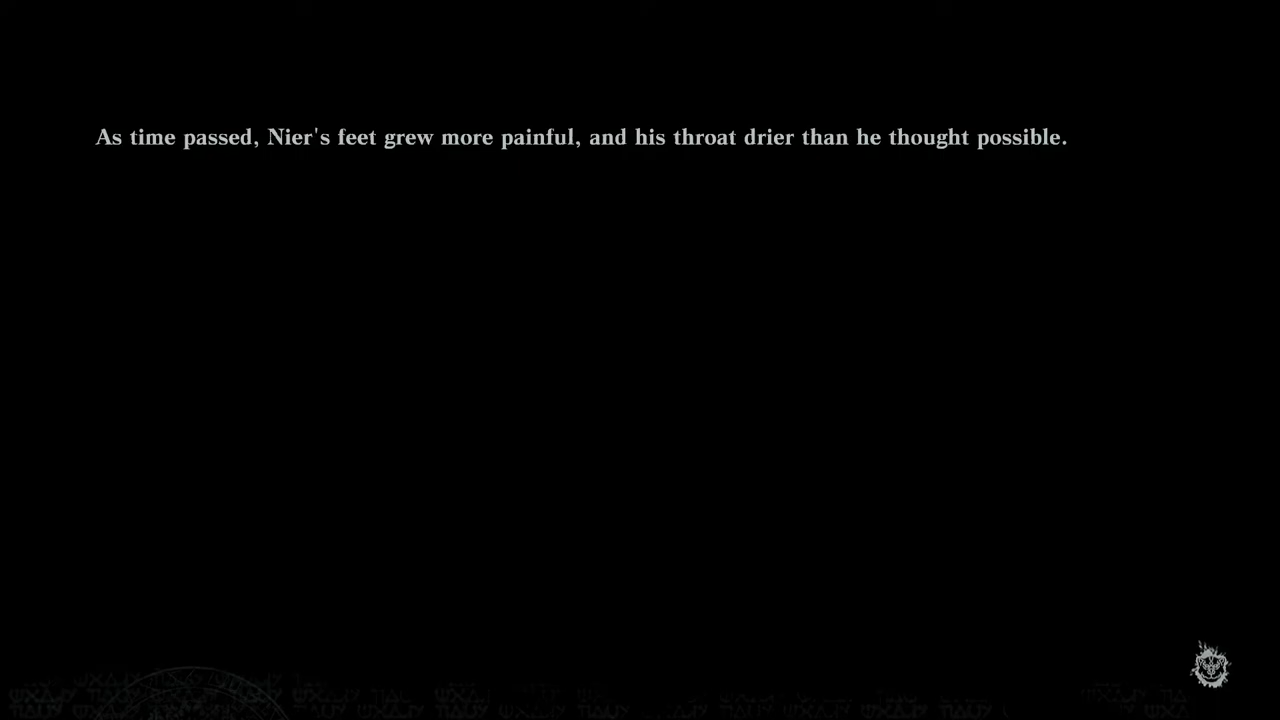 As time passed, Nier's feet grew more painful, and his throat drier than he thought possible.